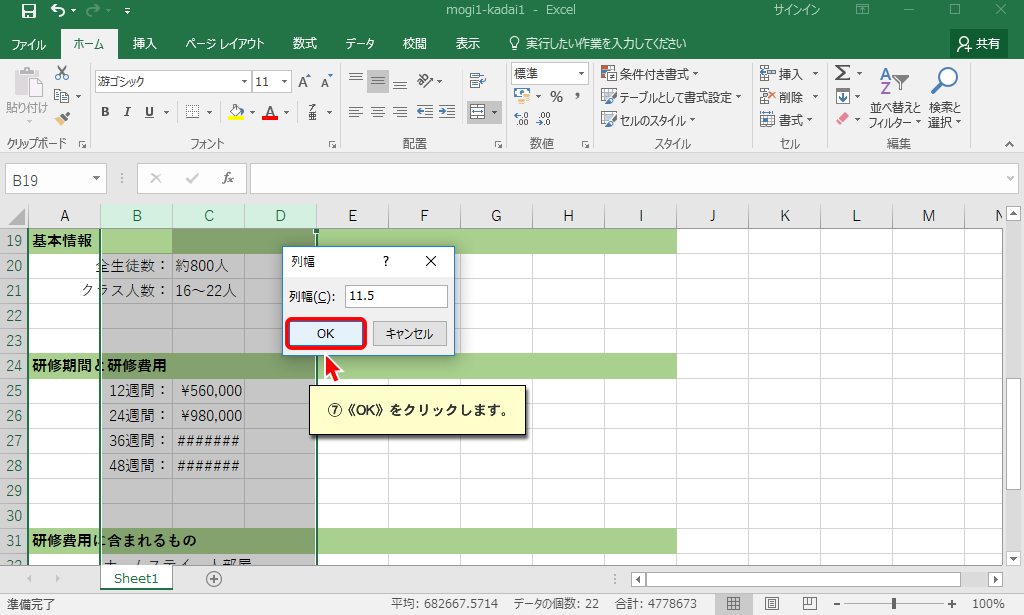 mogi1-kadai1 - Excel
サインイン
ファイル ホーム 挿入 ページ レイアウト 数式 データ 校閲 表示 実行したい作業を入力してください 共有
貼り付け
クリップボード
游ゴシック 11
A A
B I U A
フォント
配置
標準
% ,
数値
条件付き書式
テーブルとして書式設定
セルのスタイル
スタイル
挿入
削除
書式
セル
Σ
並べ替えと
フィルター
検索と
選択
編集
B19
fx
A B C D E F G H I J K L M N
19 基本情報
20 全生徒数： 約800人
21 クラス人数： 16～22人
22
23
24 研修期間と研修費用
25 12週間： ¥560,000
26 24週間： ¥980,000
27 36週間： #######
28 48週間： #######
29
30
31 研修費用に含まれるもの
列幅 ?
列幅(C): 11.5
OK キャンセル
⑦《OK》をクリックします。
Sheet1
準備完了
平均: 682667.5714 データの個数: 22 合計: 4778673
100%